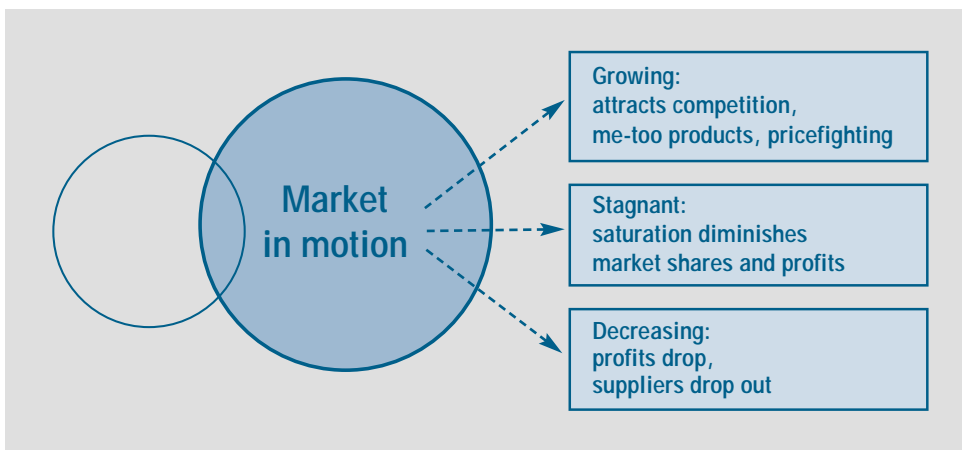 Market
in motion
Growing:
attracts competition,
me-too products, pricefighting
Stagnant:
saturation diminishes
market shares and profits
Decreasing:
profits drop,
suppliers drop out